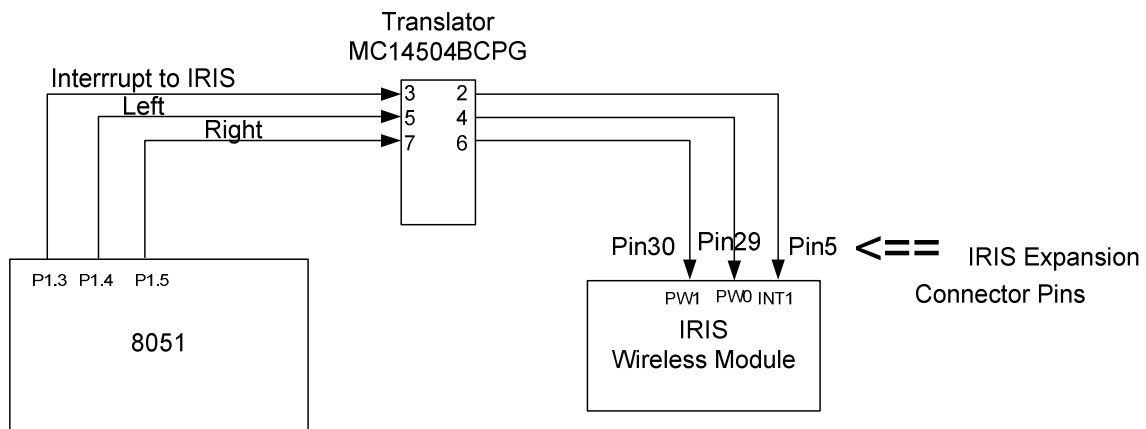 Translator
MC14504BCPG
Interrrupt to IRIS
Left
Right
3 2
5 4
7 6
Pin30 Pin29 Pin5 <== IRIS Expansion
Connector Pins
P1.3 P1.4 P1.5
8051
PW1 PW0 INT1
IRIS
Wireless Module